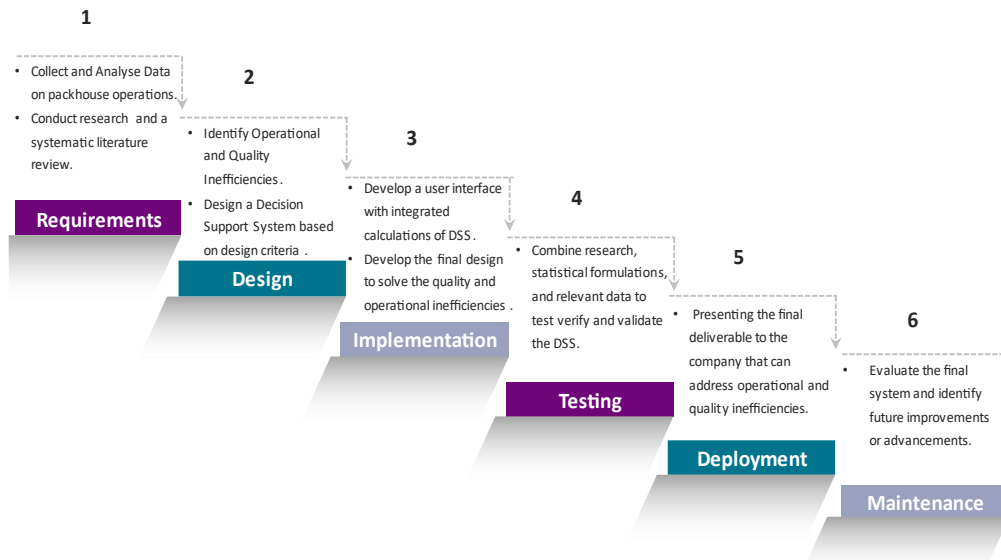 1
• Collect and Analyse Data
on packhouse operations.
• Conduct research and a
systematic literature
review.
Requirements
2
• Identify Operational
and Quality
Inefficiencies .
• Design a Decision
Support System based
on design criteria .
Design
3
• Develop a user interface
with integrated
calculations of DSS .
• Develop the final design
to solve the quality and
operational inefficiencies .
Implementation
4
• Combine research,
statistical formulations,
and relevant data to
test verify and validate
the DSS.
Testing
5
• Presenting the final
deliverable to the
company that can
address operational and
quality inefficiencies.
Deployment
6
• Evaluate the final
system and identify
future improvements
or advancements.
Maintenance